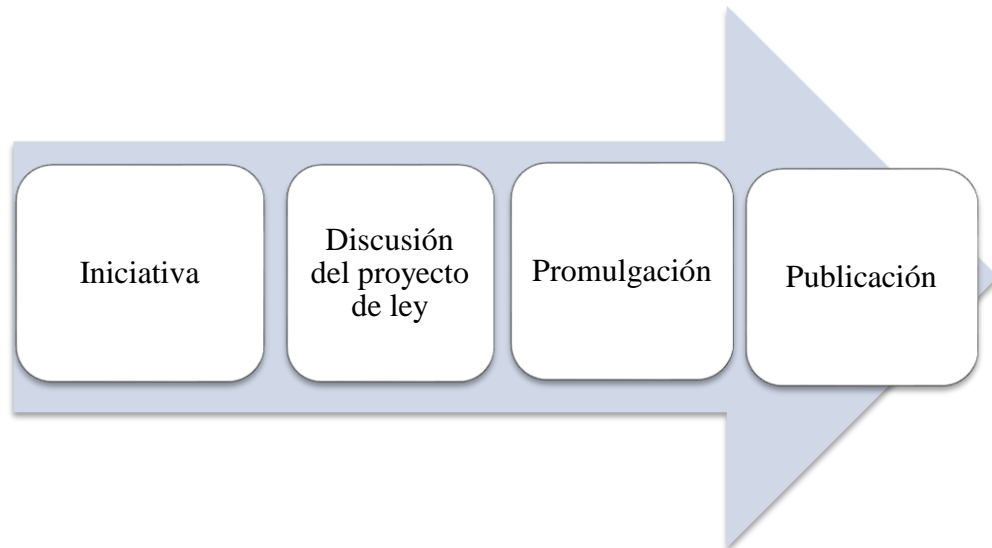 Iniciativa
Discusión
del proyecto
de ley
Promulgación
Publicación